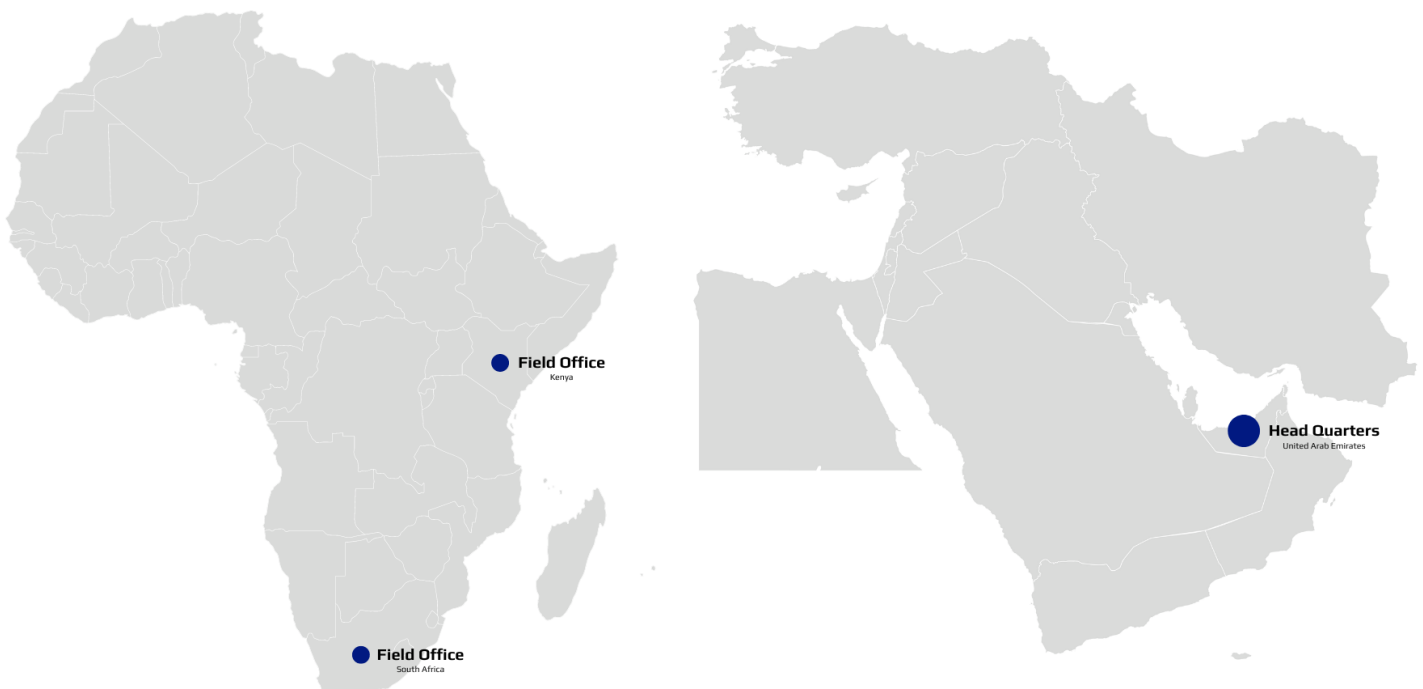 Field Office
Kenya
Field Office
South Africa
Head Quarters
United Arab Emirates